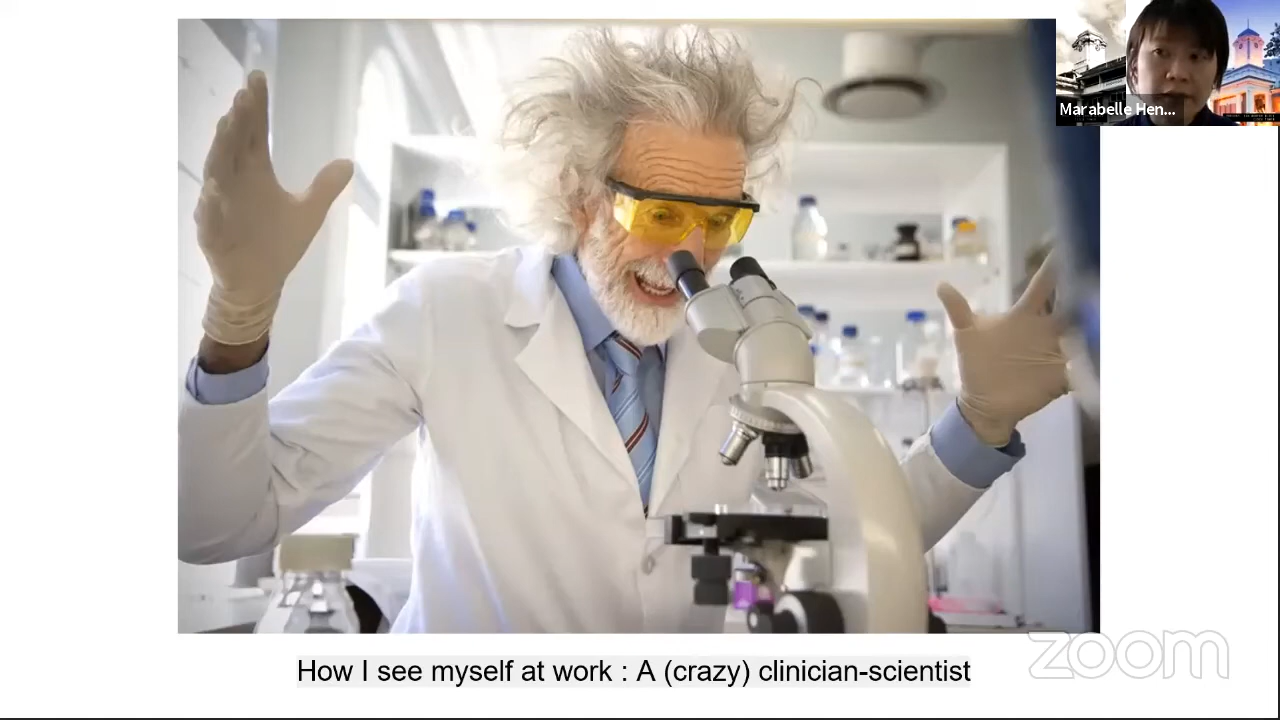 Marabelle Hen...
How I see myself at work : A (crazy) clinician-scientist
zoom